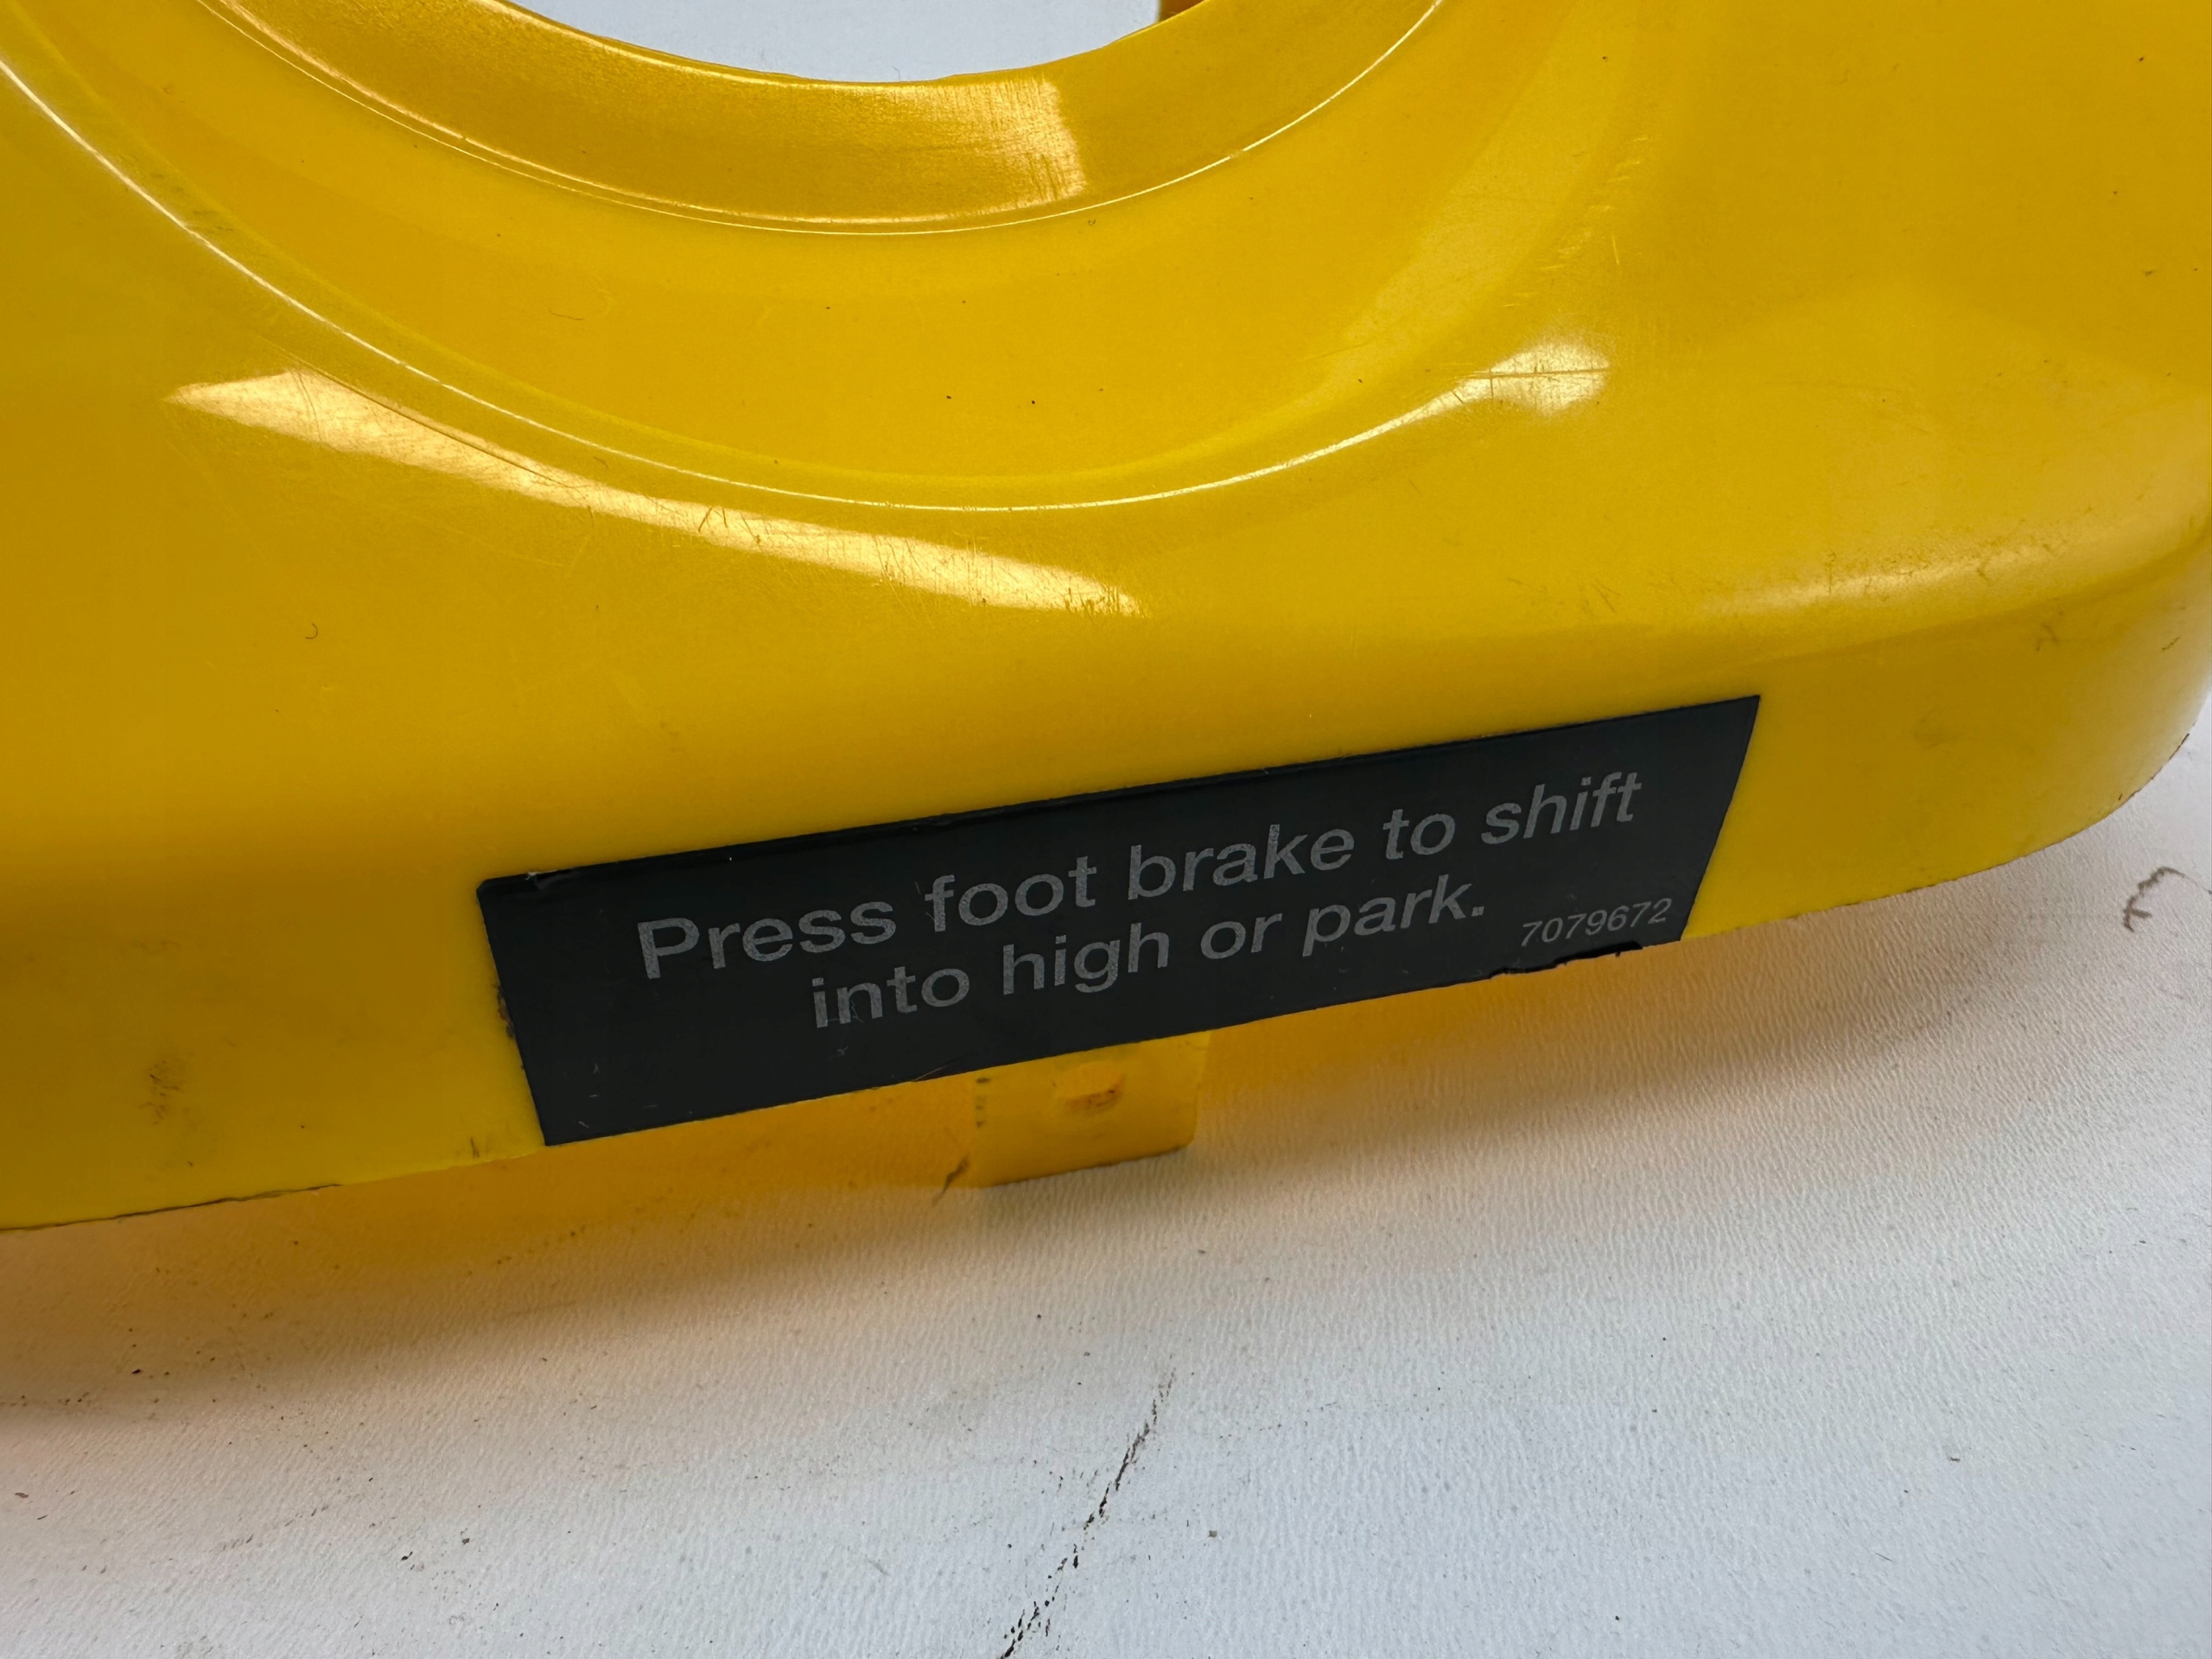 Press foot brake to shift
into high or park.
7079672